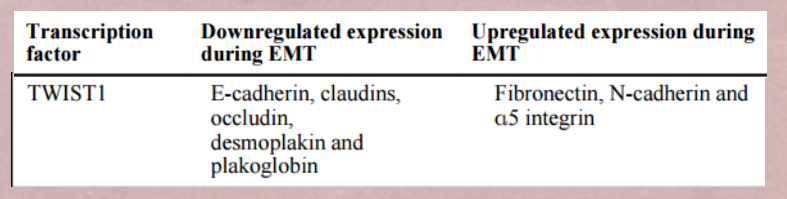 Transcription factor
Downregulated expression during EMT
Upregulated expression during EMT
TWIST1
E-cadherin, claudins,
occludin,
desmoplakin and
plakoglobin
Fibronectin, N-cadherin and
α5 integrin